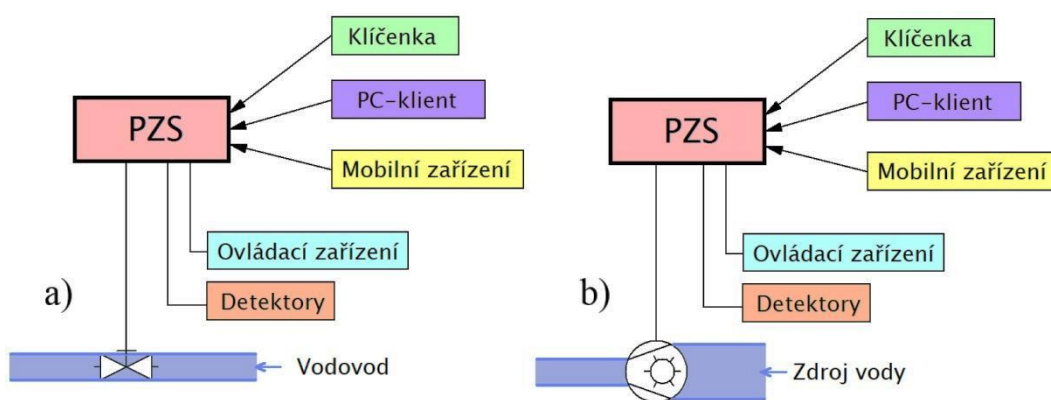 Klíčenka
PC-klient
PZS
Mobilní zařízení
Ovládací zařízení
a)
Detektory
Vodovod
Klíčenka
PC-klient
PZS
Mobilní zařízení
Ovládací zařízení
b)
Detektory
Zdroj vody